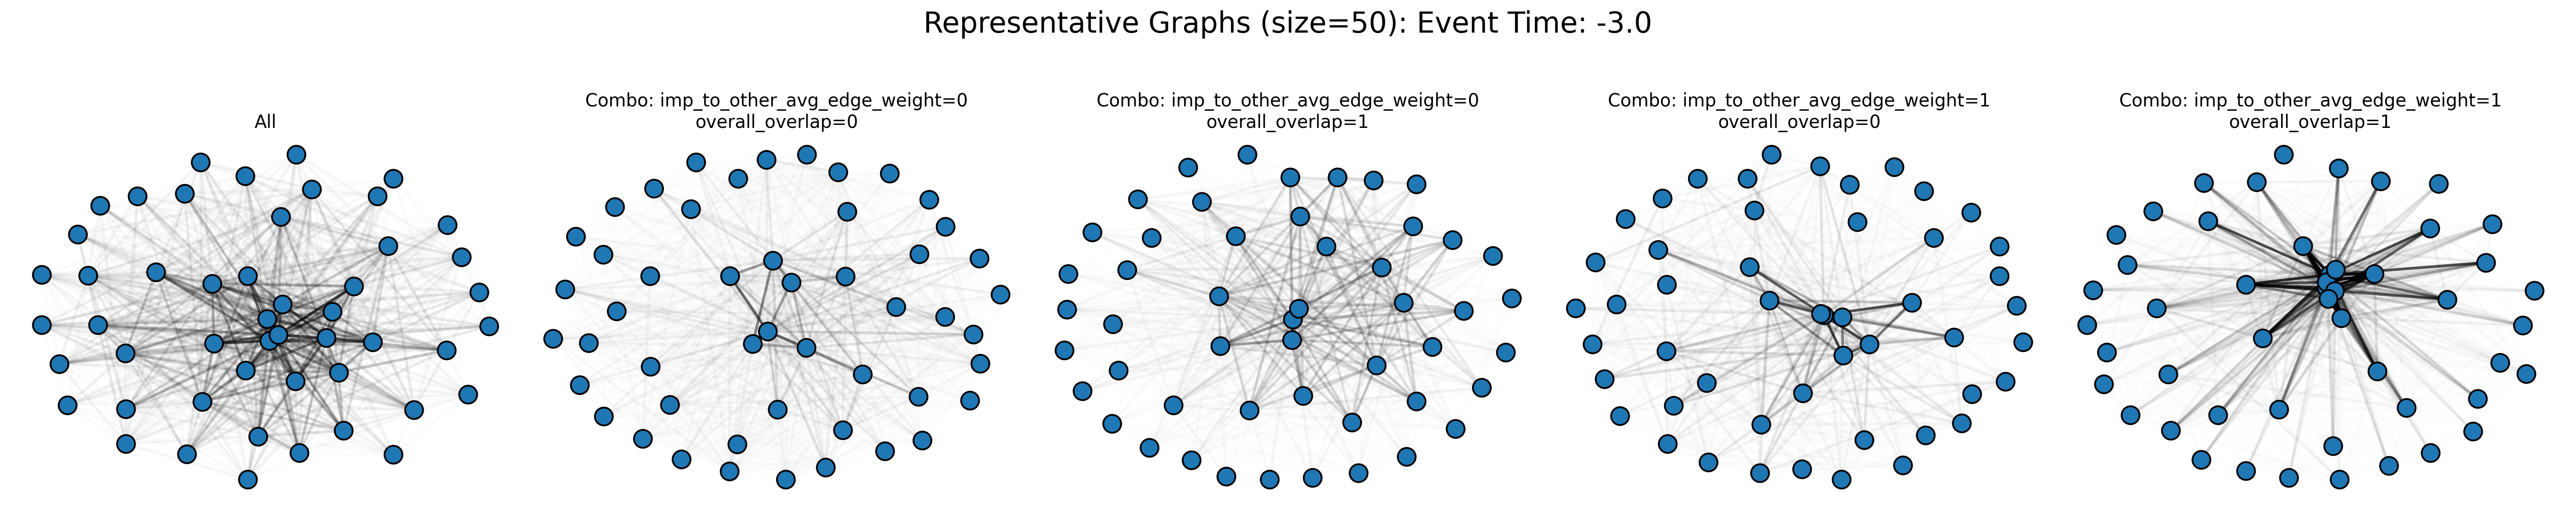 Representative Graphs (size=50): Event Time: -3.0
All
Combo: imp_to_other_avg_edge_weight=0
overall_overlap=0
Combo: imp_to_other_avg_edge_weight=0
overall_overlap=1
Combo: imp_to_other_avg_edge_weight=1
overall_overlap=0
Combo: imp_to_other_avg_edge_weight=1
overall_overlap=1